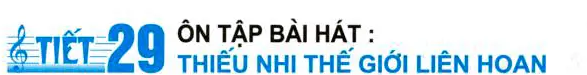 TIẾT 29
ÔN TẬP BÀI HÁT :
THIẾU NHI THẾ GIỚI LIÊN HOAN